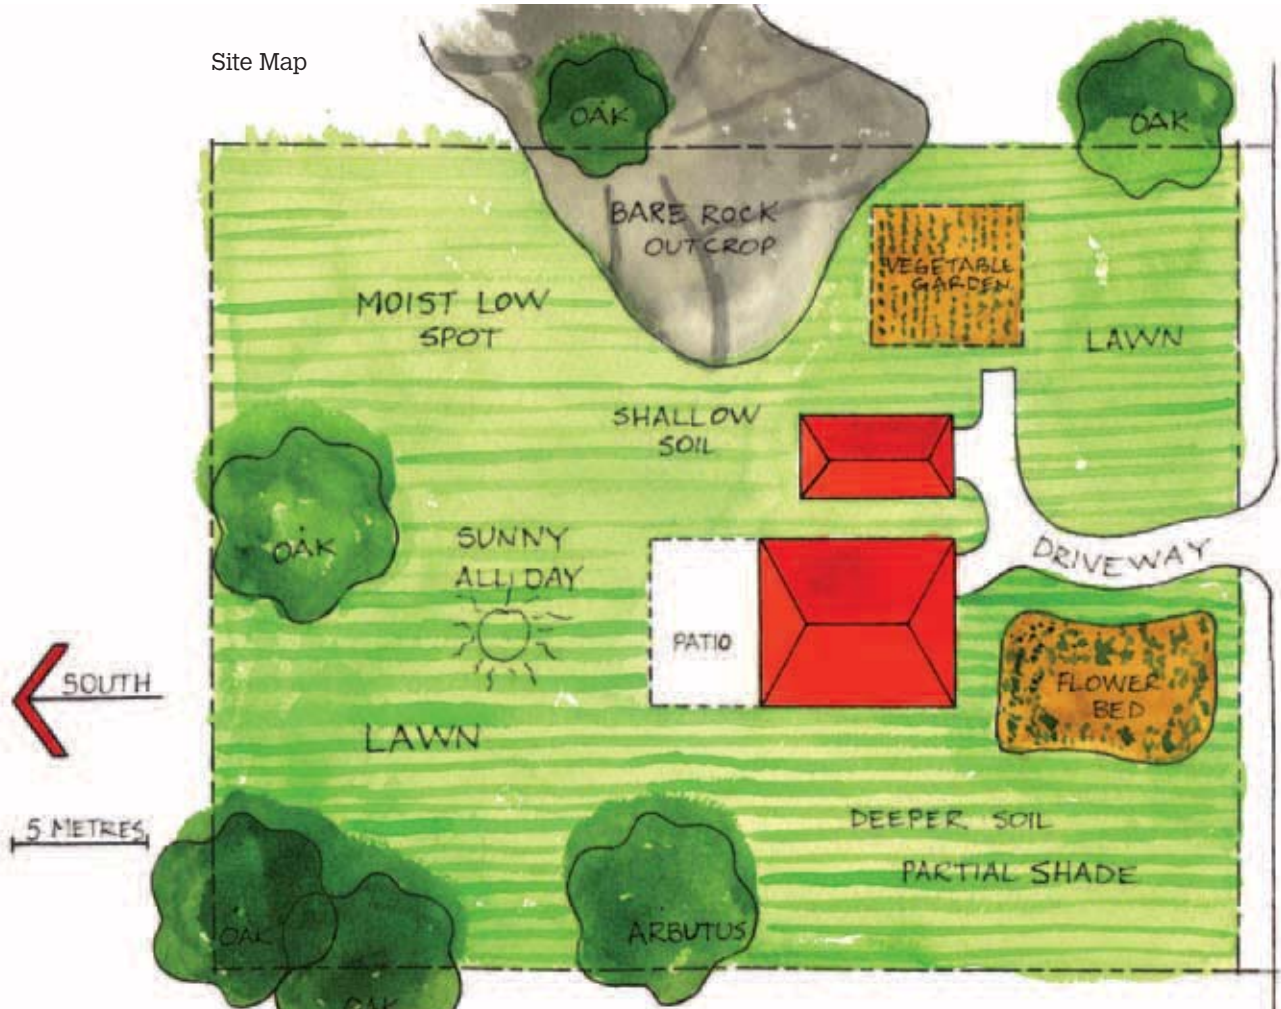 Site Map
OAK
OAK
BARE ROCK
OUTCROP
VEGETABLE
GARDEN
MOIST LOW
SPOT
LAWN
SHALLOW
SOIL
OAK
SUNNY
ALL DAY
DRIVEWAY
PATIO
SOUTH
FLOWER
BED
LAWN
5 METRES
DEEPER SOIL
PARTIAL SHADE
OAK
ARBUTUS
OAK